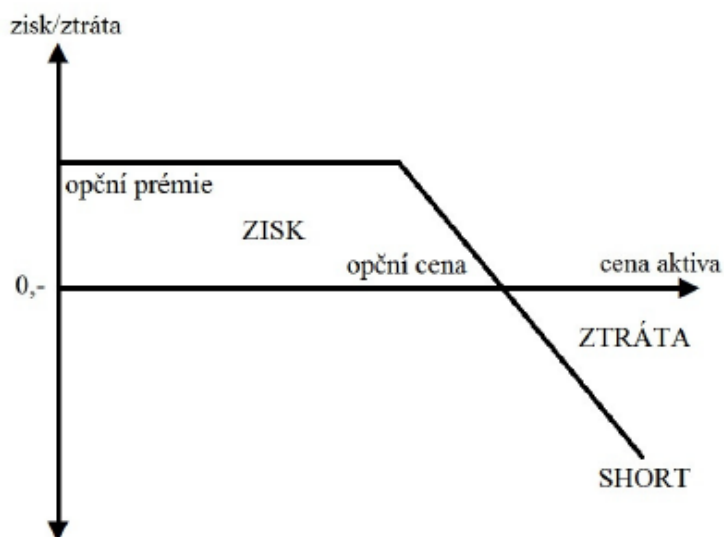 zisk/ztráta
opční prémie
ZISK
opční cena
cena aktiva
0,-
ZTRÁTA
SHORT